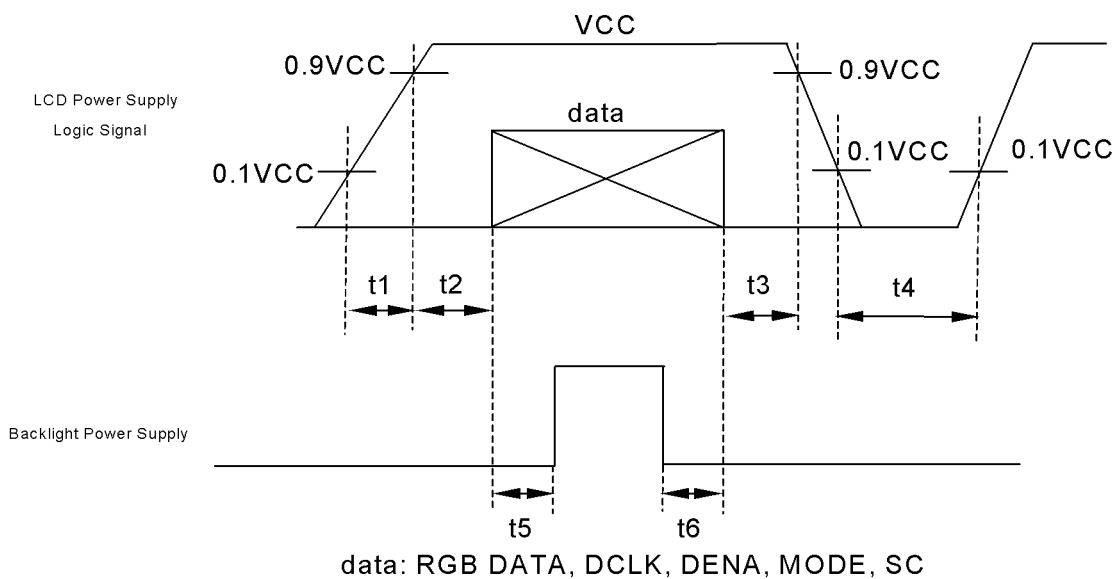 VCC
0.9VCC
0.9VCC
LCD Power Supply
Logic Signal
data
0.1VCC
0.1VCC
0.1VCC
t1
t2
t3
t4
Backlight Power Supply
t5
t6
data: RGB DATA, DCLK, DENA, MODE, SC